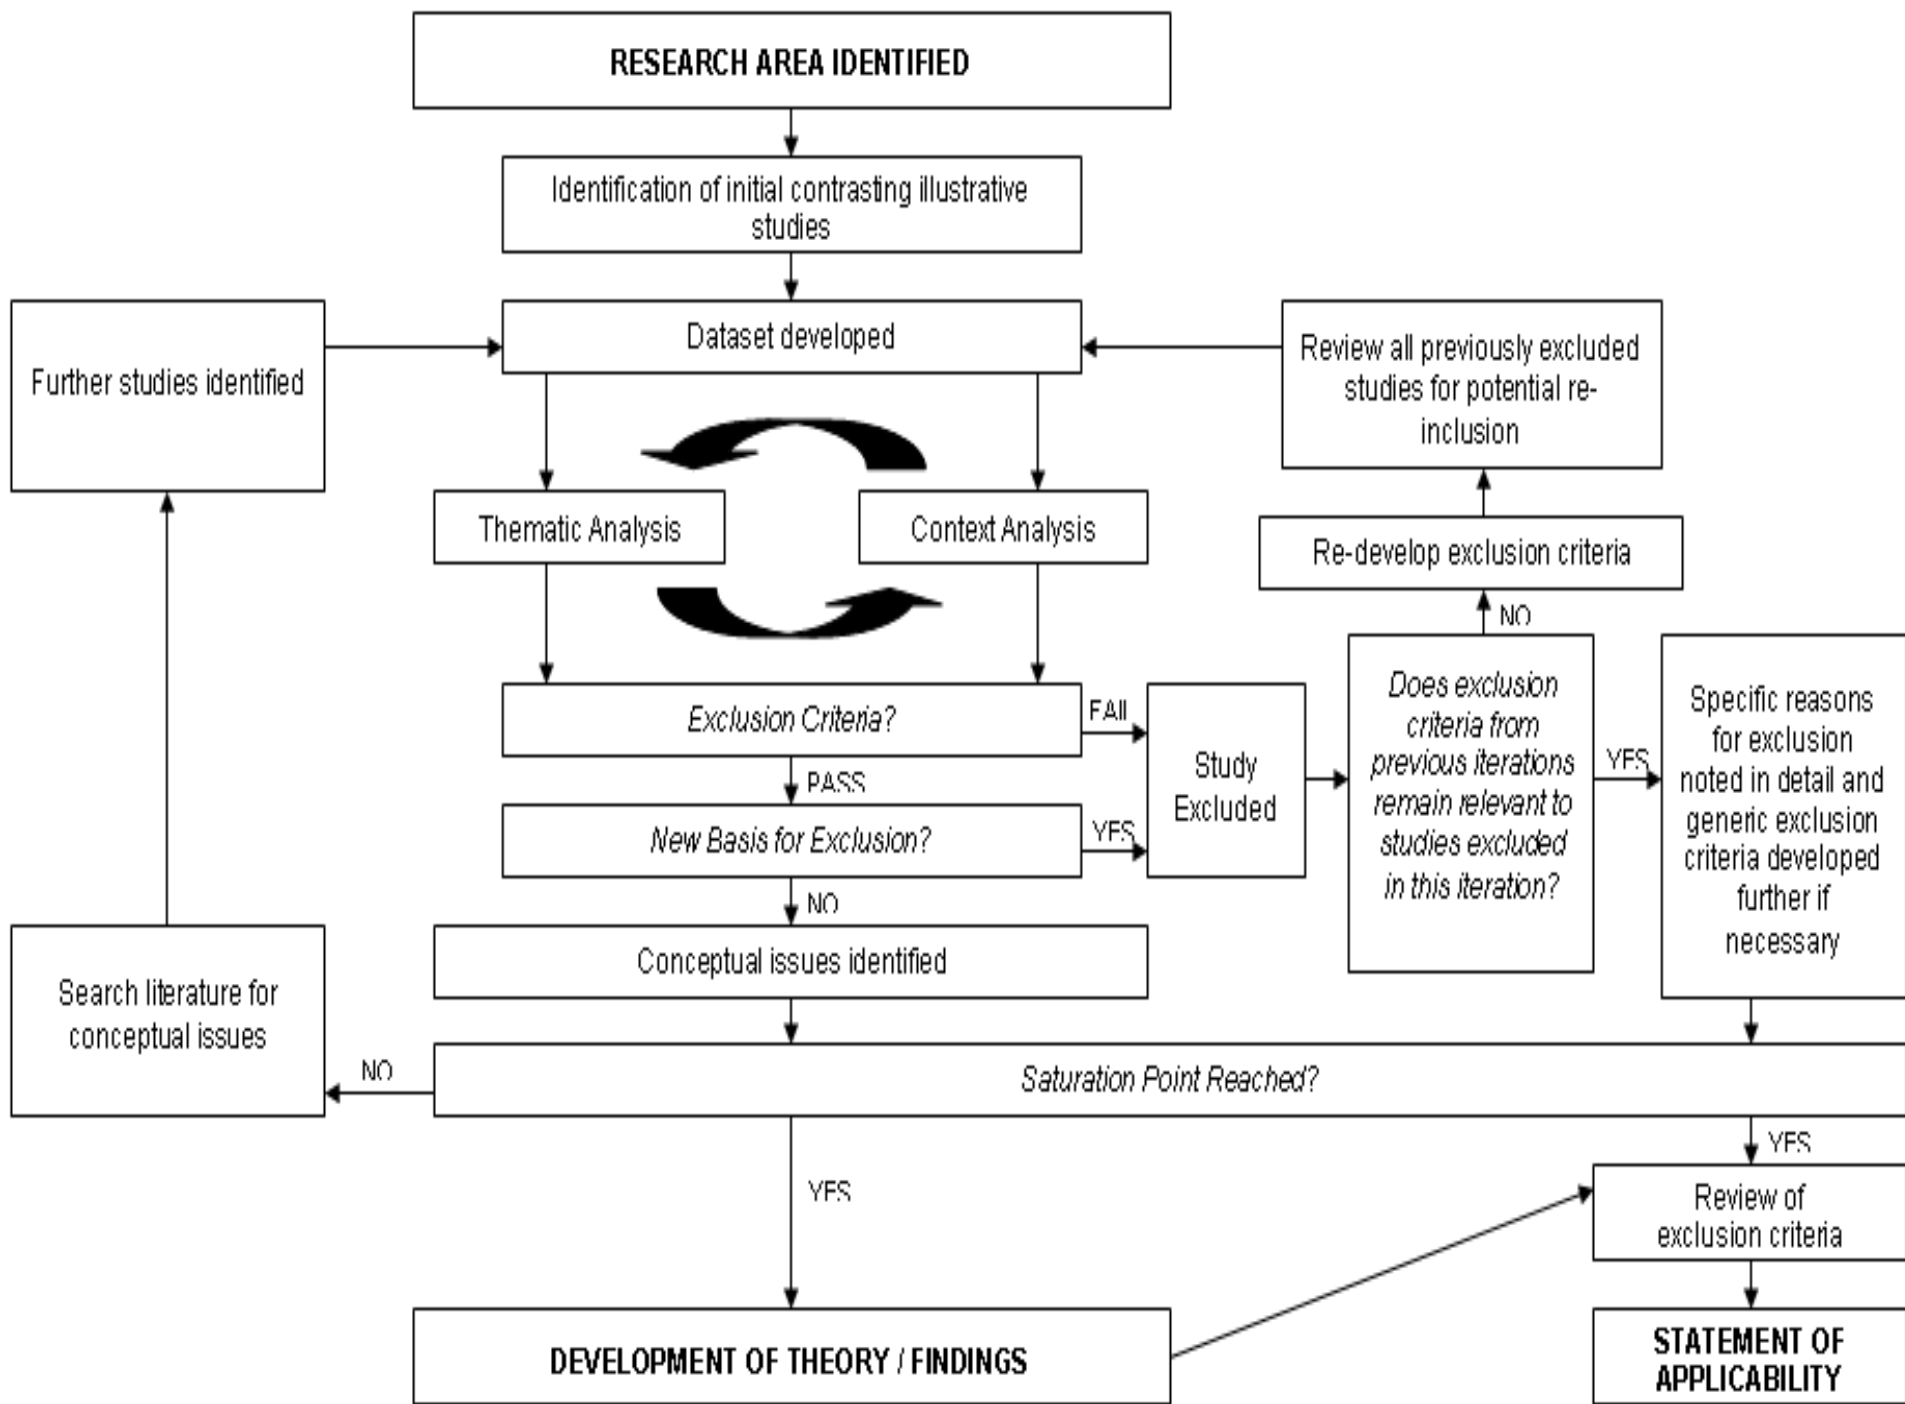 RESEARCH AREA IDENTIFIED
Identification of initial contrasting illustrative
studies
Dataset developed
Further studies identified
Review all previously excluded
studies for potential re-
inclusion
Thematic Analysis
Context Analysis
Re-develop exclusion criteria
NO
Exclusion Criteria?
FAIL
PASS
New Basis for Exclusion?
YES
NO
Study
Excluded
Does exclusion
criteria from
previous iterations
remain relevant to
studies excluded
in this iteration?
YES
Specific reasons
for exclusion
noted in detail and
generic exclusion
criteria developed
further if
necessary
Conceptual issues identified
Search literature for
conceptual issues
NO
Saturation Point Reached?
YES
YES
Review of
exclusion criteria
DEVELOPMENT OF THEORY / FINDINGS
STATEMENT OF
APPLICABILITY